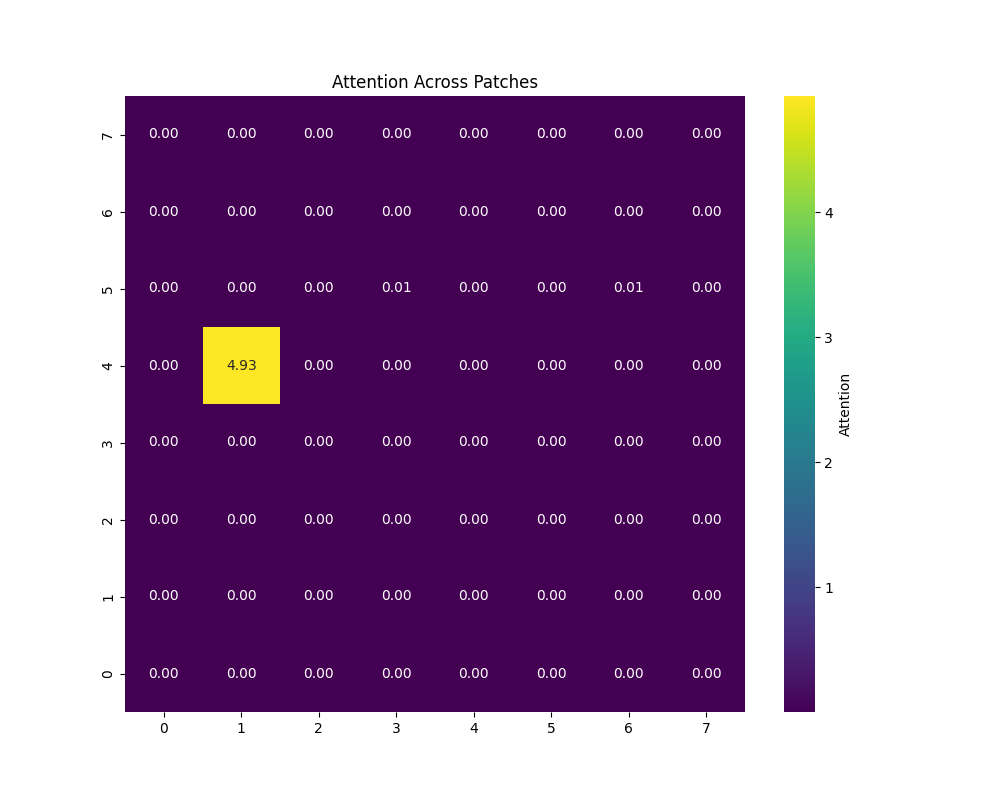 Attention Across Patches
7 0.00 0.00 0.00 0.00 0.00 0.00 0.00 0.00
6 0.00 0.00 0.00 0.00 0.00 0.00 0.00 0.00 4
5 0.00 0.00 0.00 0.01 0.00 0.00 0.01 0.00
4 0.00 4.93 0.00 0.00 0.00 0.00 0.00 0.00 3
Attention
3 0.00 0.00 0.00 0.00 0.00 0.00 0.00 0.00 2
2 0.00 0.00 0.00 0.00 0.00 0.00 0.00 0.00
1 0.00 0.00 0.00 0.00 0.00 0.00 0.00 0.00 1
0 0.00 0.00 0.00 0.00 0.00 0.00 0.00 0.00
0 1 2 3 4 5 6 7